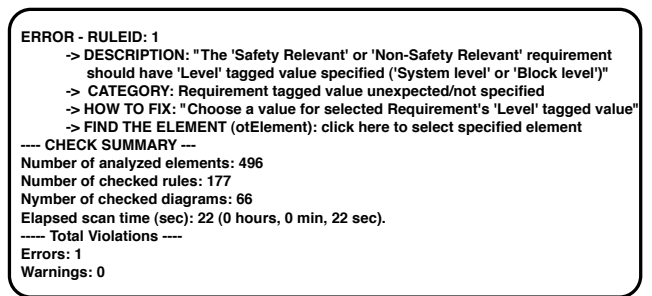 ERROR - RULEID: 1
-> DESCRIPTION: "The 'Safety Relevant' or 'Non-Safety Relevant' requirement
should have 'Level' tagged value specified ('System level' or 'Block level')"
-> CATEGORY: Requirement tagged value unexpected/not specified
-> HOW TO FIX: "Choose a value for selected Requirement's 'Level' tagged value"
-> FIND THE ELEMENT (otElement): click here to select specified element
---- CHECK SUMMARY ---
Number of analyzed elements: 496
Number of checked rules: 177
Nymber of checked diagrams: 66
Elapsed scan time (sec): 22 (0 hours, 0 min, 22 sec).
----- Total Violations ----
Errors: 1
Warnings: 0